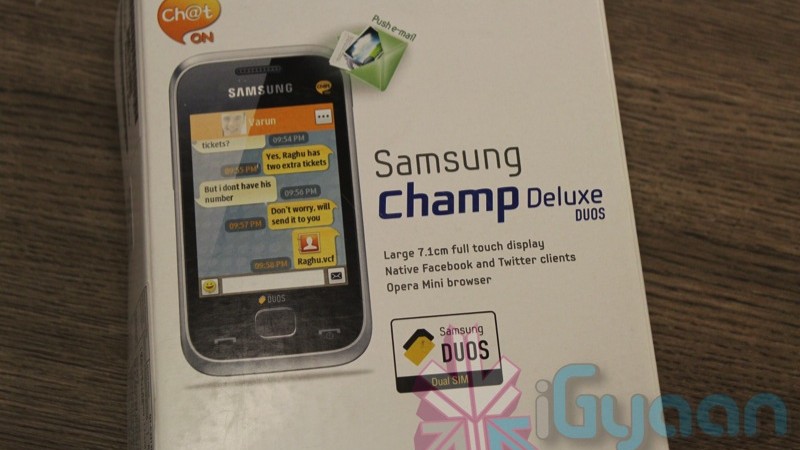 Ch@t
ON
Push e-mail
SAMSUNG
Varun
tickets?
09:54 PM
Yes, Raghu has
two extra tickets
09:55 PM
But i dont have his
number
09:56 PM
Don't worry, will
send it to you
09:57 PM
Raghu.vcf
09:58 PM
DUOS
Samsung
Champ Deluxe
DUOS
Large 7.1cm full touch display
Native Facebook and Twitter clients
Opera Mini browser
Samsung
DUOS
Dual SIM
iGyaan